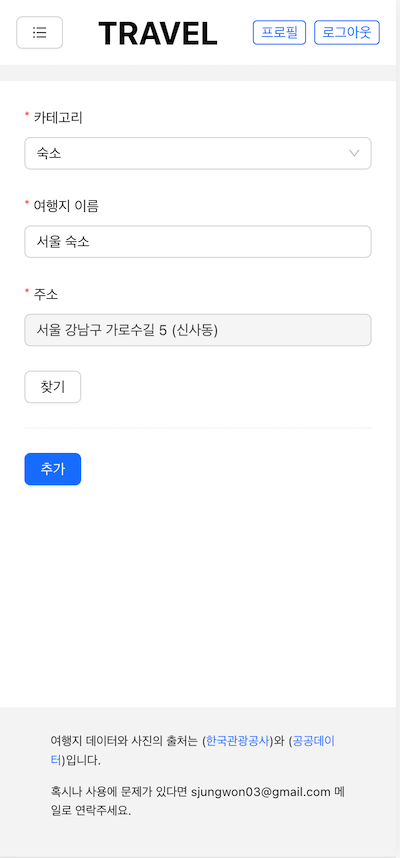 TRAVEL
프로필
로그아웃
* 카테고리
숙소
* 여행지 이름
서울 숙소
* 주소
서울 강남구 가로수길 5 (신사동)
찾기
추가
여행지 데이터와 사진의 출처는 (한국관광공사)와 (공공데이
터)입니다.
혹시나 사용에 문제가 있다면 sjungwon03@gmail.com 메
일로 연락주세요.